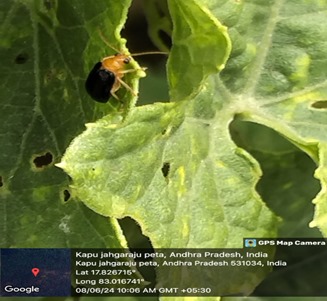 GPS Map Camera
Kapu jahgaraju peta, Andhra Pradesh, India
Kapu jahgaraju peta, Andhra Pradesh 531034, India
Lat 17.826715°
Long 83.016741°
08/06/24 10:06 AM GMT +05:30
Google